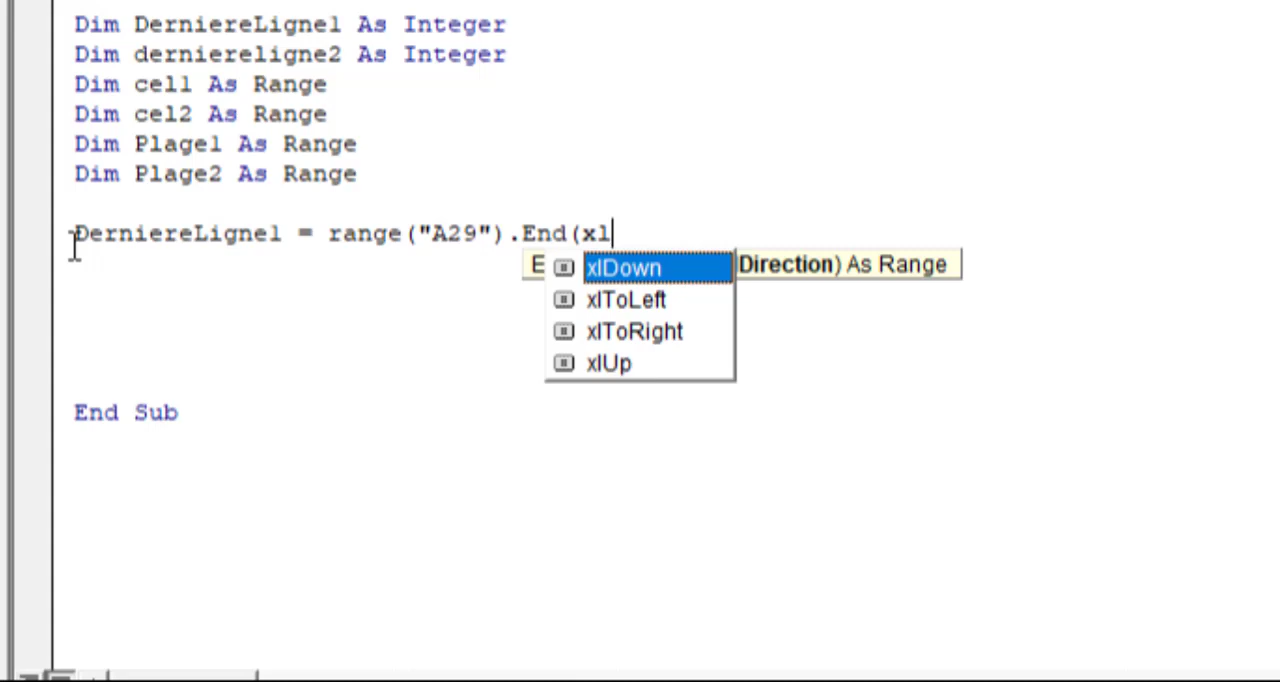 Dim DerniereLigne1 As Integer
Dim derniereligne2 As Integer
Dim cel1 As Range
Dim cel2 As Range
Dim Plage1 As Range
Dim Plage2 As Range
DerniereLigne1 = range("A29").End(xl
E
Direction) As Range
xlDown
xlToLeft
xlToRight
xlUp
End Sub